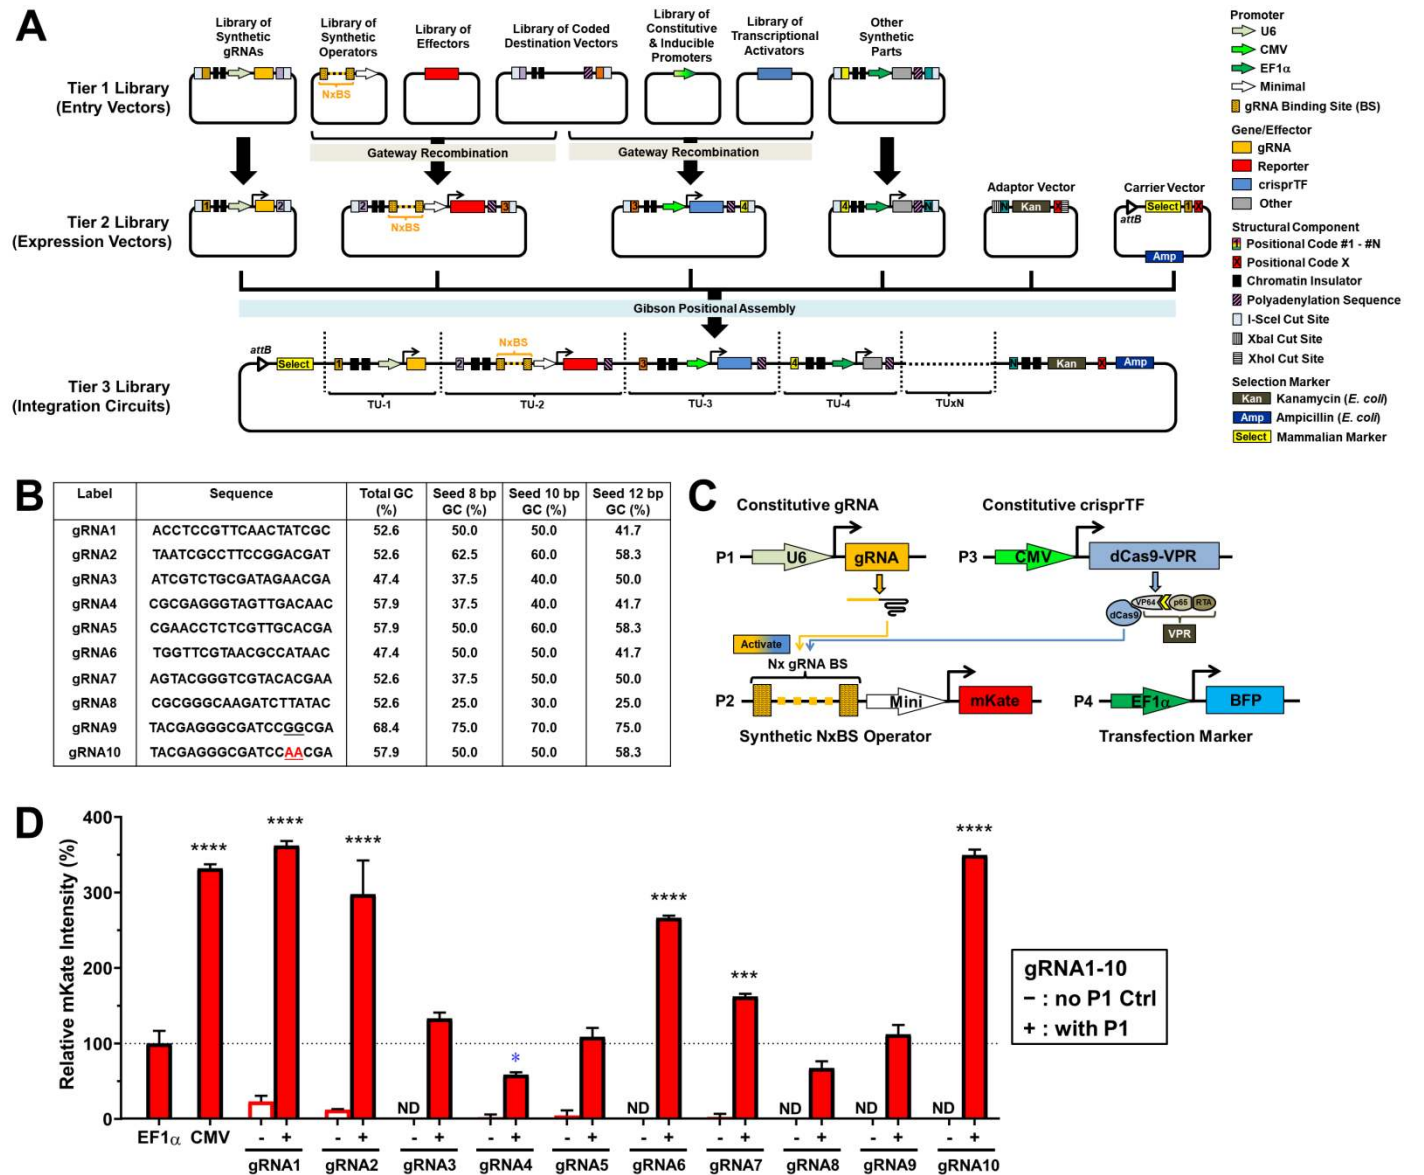 A
Library of
Synthetic
gRNAs
Library of
Synthetic
Operators
Library of
Effectors
Library of Coded
Destination Vectors
Library of
Constitutive
& Inducible
Promoters
Library of
Transcriptional
Activators
Other
Synthetic
Parts
Tier 1 Library
(Entry Vectors)
NxBS
Gateway Recombination
Gateway Recombination
Tier 2 Library
(Expression Vectors)
1 2
2 3
NxBS
3 4
4 N
Adaptor Vector
N Kan X
Carrier Vector
attB
Select 1 X
Amp
Gibson Positional Assembly
Tier 3 Library
(Integration Circuits)
attB
Select 1 2 NxBS 3 4 N Kan X Amp
TU-1 TU-2 TU-3 TU-4 TUxN
Promoter
U6
CMV
EF1α
Minimal
gRNA Binding Site (BS)
Gene/Effector
gRNA
Reporter
crisprTF
Other
Structural Component
1 Positional Code #1 - #N
X Positional Code X
Chromatin Insulator
Polyadenylation Sequence
I-SceI Cut Site
XbaI Cut Site
XhoI Cut Site
Selection Marker
Kan Kanamycin (E. coli)
Amp Ampicillin (E. coli)
Select Mammalian Marker
B
Label Sequence Total GC (%) Seed 8 bp GC (%) Seed 10 bp GC (%) Seed 12 bp GC (%)
gRNA1 ACCTCCGTTCAACTATCGC 52.6 50.0 50.0 41.7
gRNA2 TAATCGCCTTCCGGACGAT 52.6 62.5 60.0 58.3
gRNA3 ATCGTCTGCGATAGAACGA 47.4 37.5 40.0 50.0
gRNA4 CGCGAGGGTAGTTGACAAC 57.9 37.5 40.0 41.7
gRNA5 CGAACCTCTCGTTGCACGA 57.9 50.0 60.0 58.3
gRNA6 TGGTTCGTAACGCCATAAC 47.4 50.0 50.0 41.7
gRNA7 AGTACGGGTCGTACACGAA 52.6 37.5 50.0 50.0
gRNA8 CGCGGGCAAGATCTTATAC 52.6 25.0 30.0 25.0
gRNA9 TACGAGGGCGATCCGGCGA 68.4 75.0 70.0 75.0
gRNA10 TACGAGGGCGATCCAACGA 57.9 50.0 50.0 58.3
C
Constitutive gRNA
P1 U6 gRNA
Constitutive crisprTF
P3 CMV dCas9-VPR
dCas9 VP64 p65 RTA
VPR
Activate
Nx gRNA BS
P2 Mini mKate
Synthetic NxBS Operator
P4 EF1α BFP
Transfection Marker
D
Relative mKate Intensity (%)
400
300
200
100
0
**** **** **** * **** *** ****
ND ND ND ND ND
EF1α CMV - + - + - + - + - + - + - + - + - + - +
gRNA1 gRNA2 gRNA3 gRNA4 gRNA5 gRNA6 gRNA7 gRNA8 gRNA9 gRNA10
gRNA1-10
− : no P1 Ctrl
+ : with P1